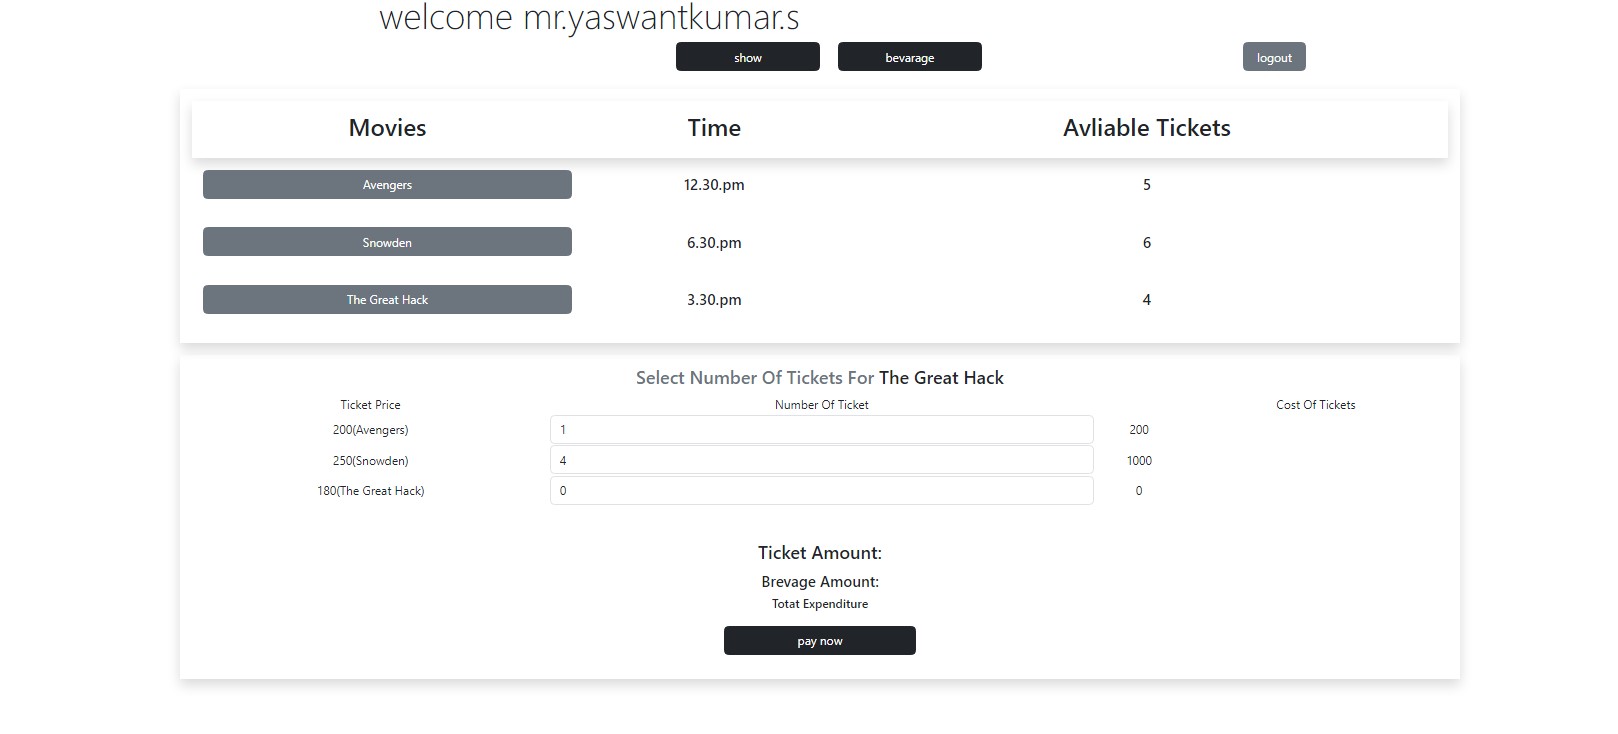 welcome mr.yaswantkumar.s
show bevarage logout
Movies Time Avliable Tickets
Avengers 12.30.pm 5
Snowden 6.30.pm 6
The Great Hack 3.30.pm 4
Select Number Of Tickets For The Great Hack
Ticket Price Number Of Ticket Cost Of Tickets
200(Avengers) 1 200
250(Snowden) 4 1000
180(The Great Hack) 0 0
Ticket Amount:
Brevage Amount:
Totat Expenditure
pay now